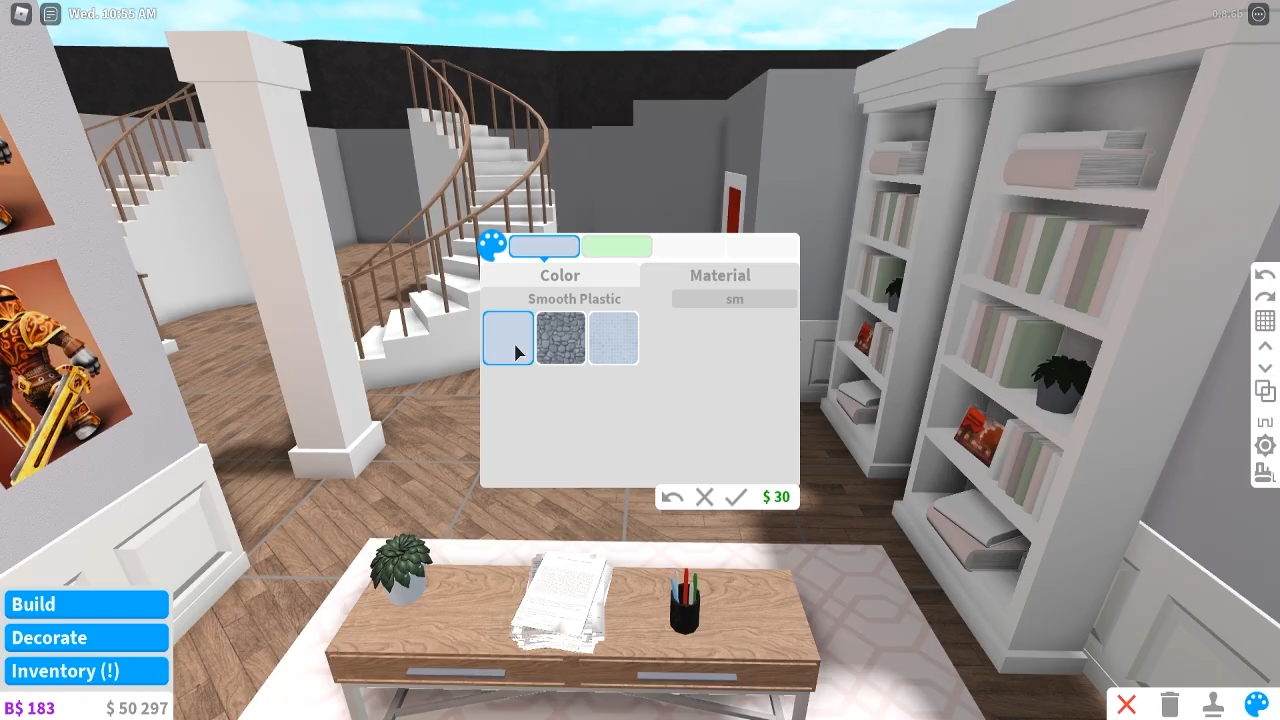 Wed. 10:55 AM
Color
Material
Smooth Plastic
sm
$ 30
Build
Decorate
Inventory (!)
B$ 183
$ 50 297